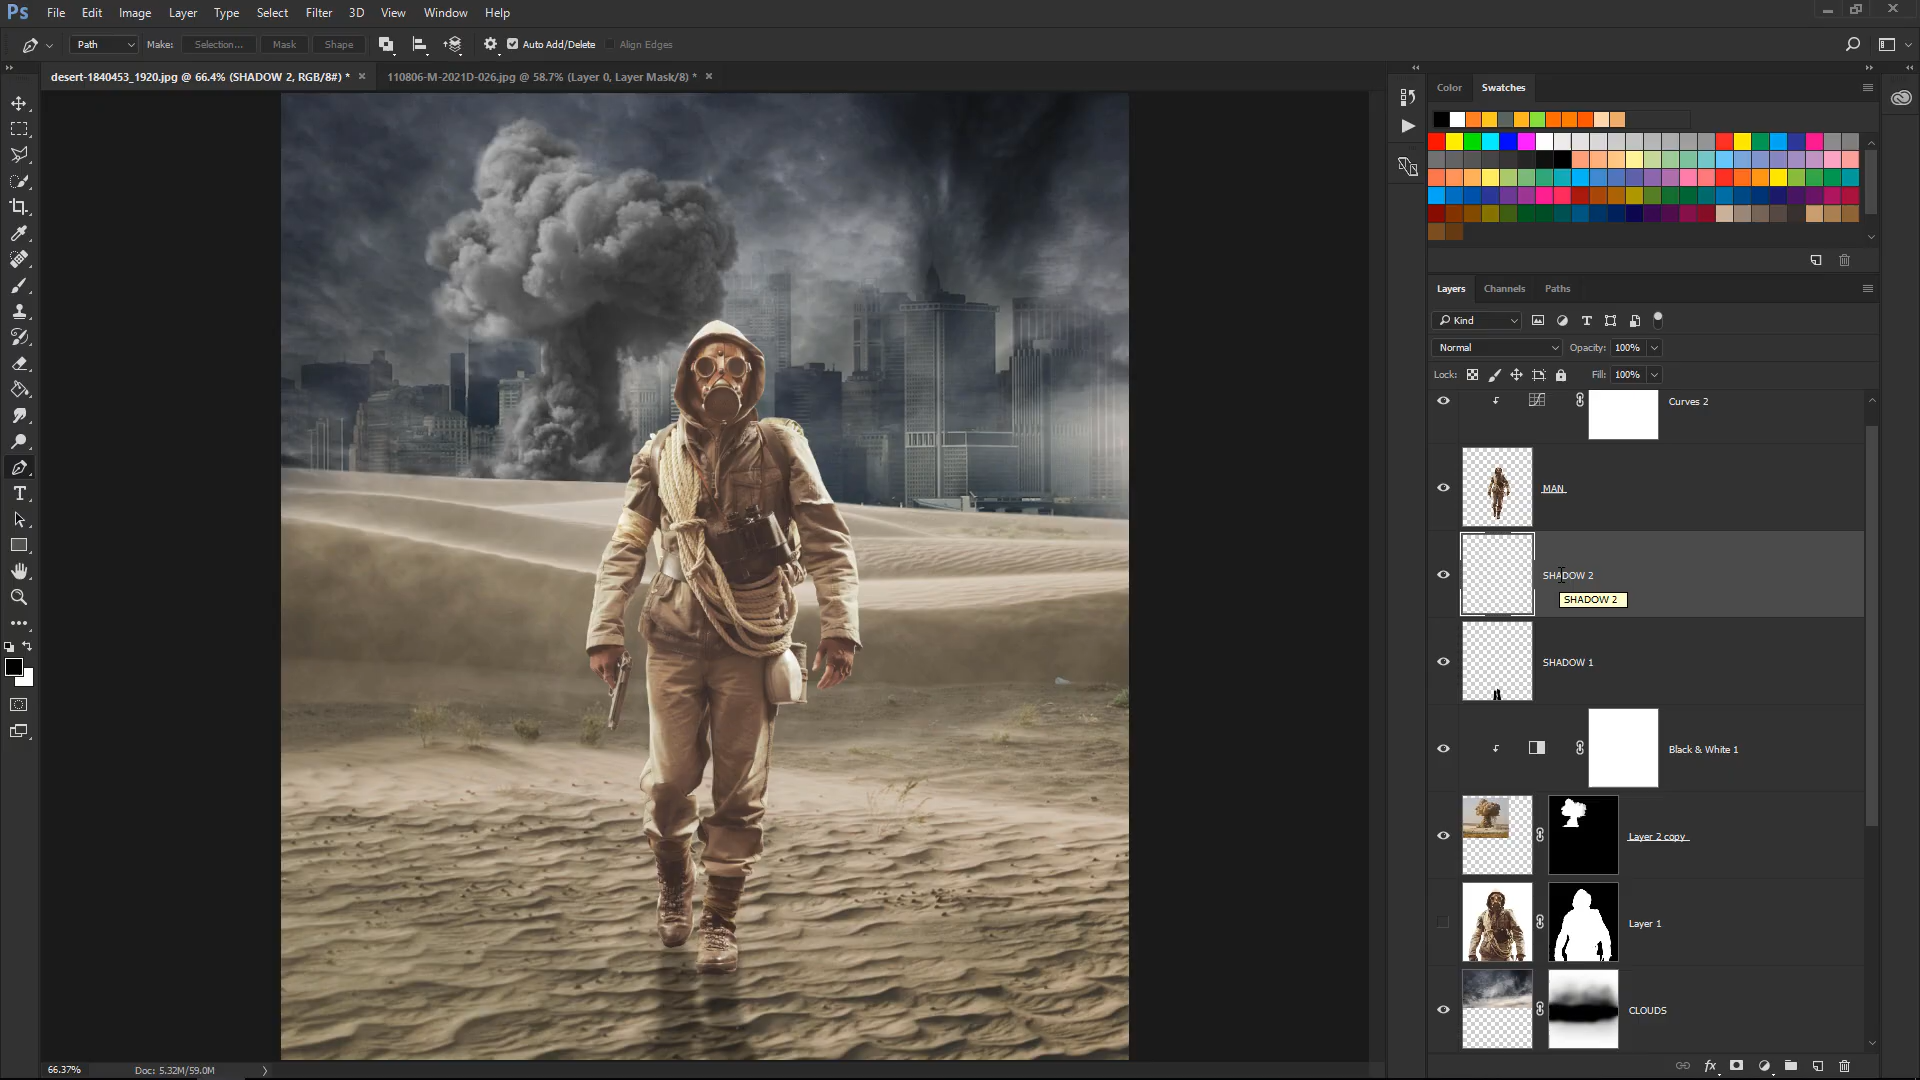 Ps File Edit Image Layer Type Select Filter 3D View Window Help
Path Make: Selection... Mask Shape Auto Add/Delete Align Edges
desert-1840453_1920.jpg @ 66.4% (SHADOW 2, RGB/8#) * × 110806-M-2021D-026.jpg @ 58.7% (Layer 0, Layer Mask/8) * ×
Color Swatches
Layers Channels Paths
Kind
Normal Opacity: 100%
Lock: Fill: 100%
Curves 2
MAN
SHADOW 2
SHADOW 2
SHADOW 1
Black & White 1
Layer 2 copy
Layer 1
CLOUDS
66.37% Doc: 5.32M/59.0M
fx